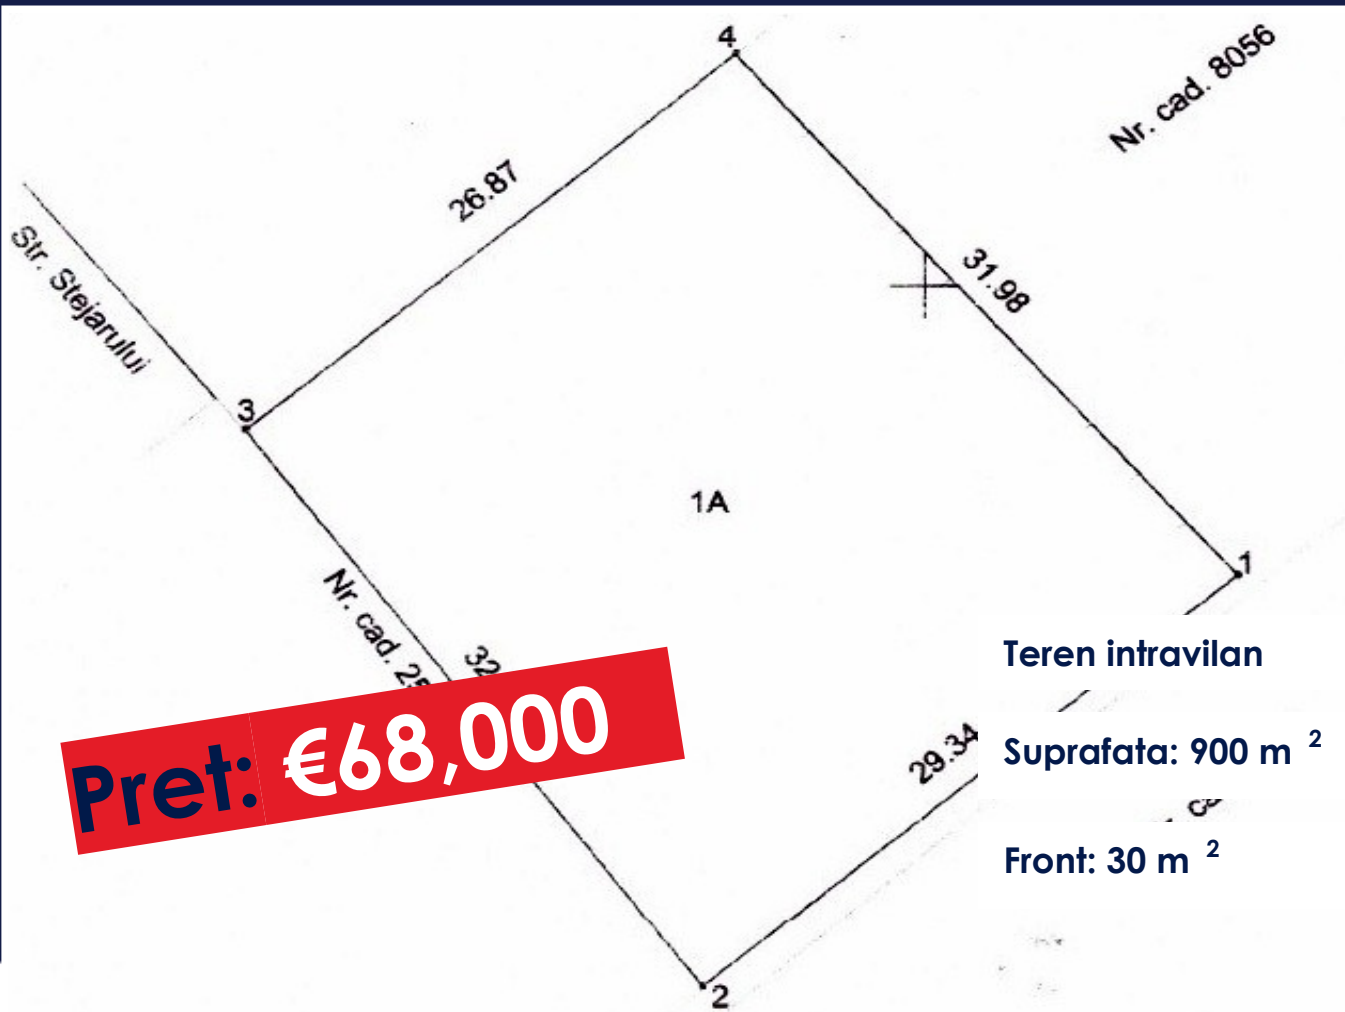 4
Nr. cad. 8056
26.87
Str. Stejarului
31.98
3
1A
1
Nr. cad.
Teren intravilan
Pret: €68,000
29.34
Suprafata: 900 m 2
Front: 30 m 2
2